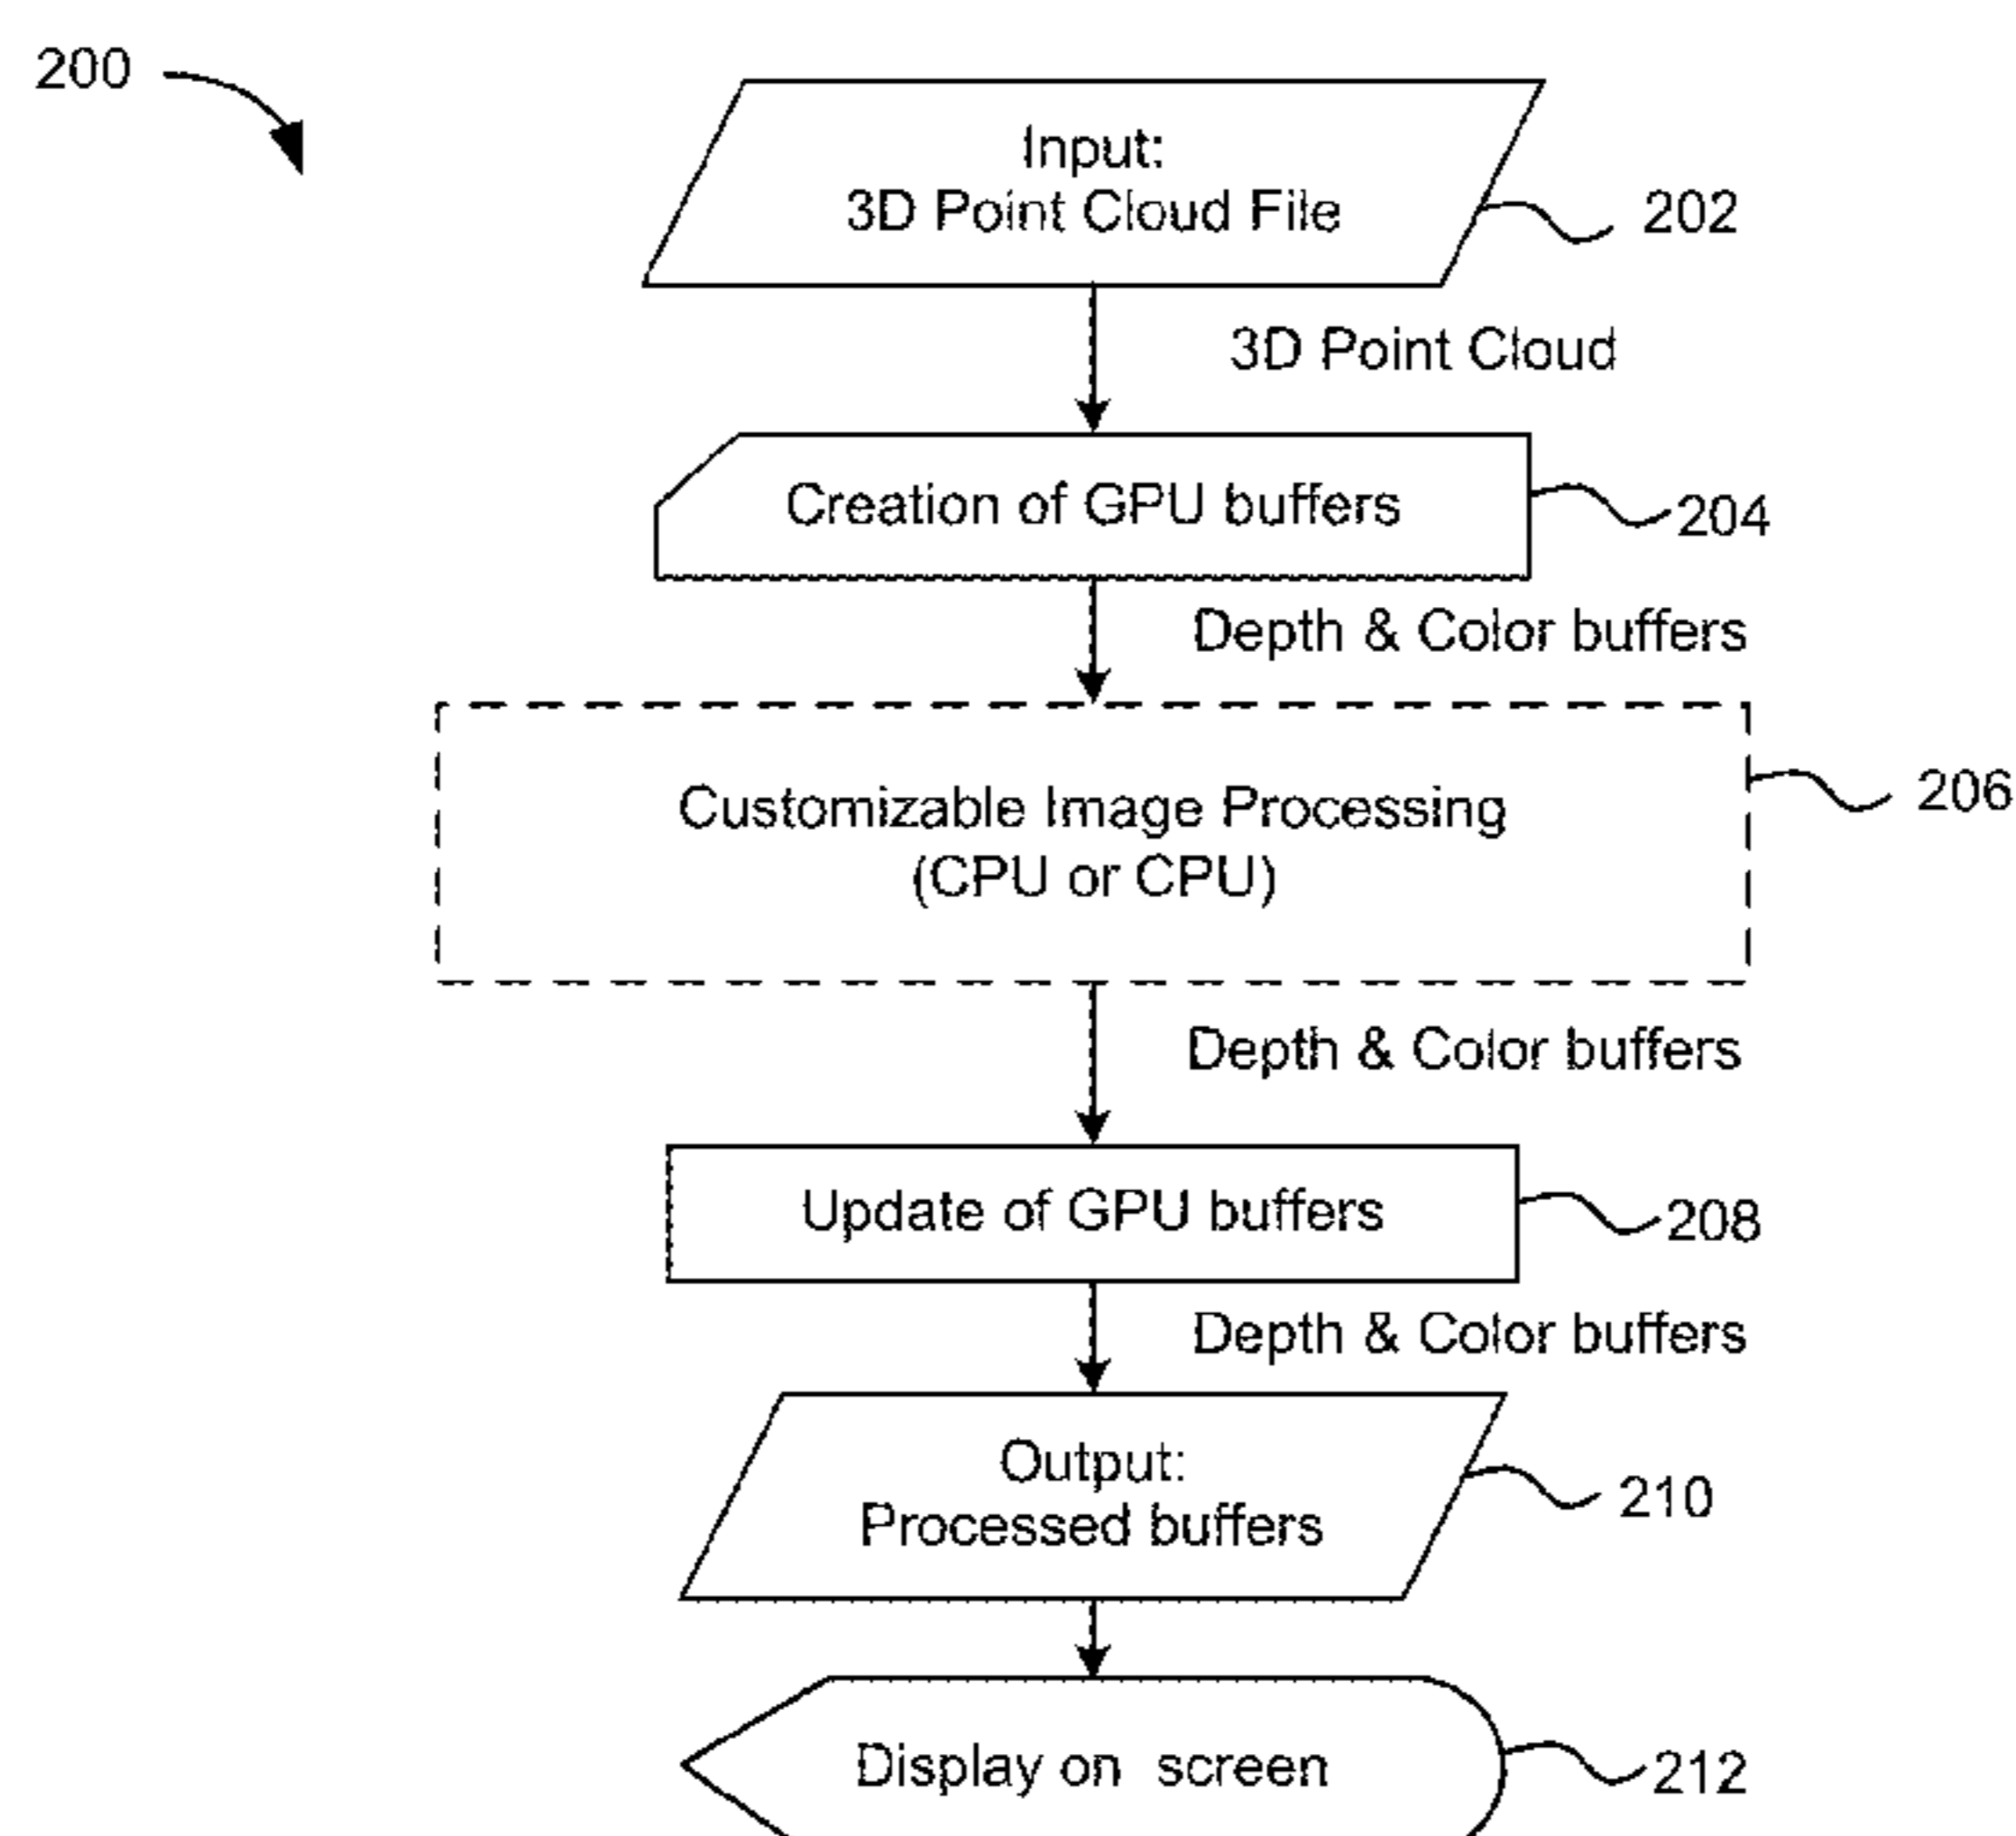 200
Input:
3D Point Cloud File
202
3D Point Cloud
Creation of GPU buffers
204
Depth & Color buffers
Customizable Image Processing
(CPU or CPU)
206
Depth & Color buffers
Update of GPU buffers
208
Depth & Color buffers
Output:
Processed buffers
210
Display on screen
212